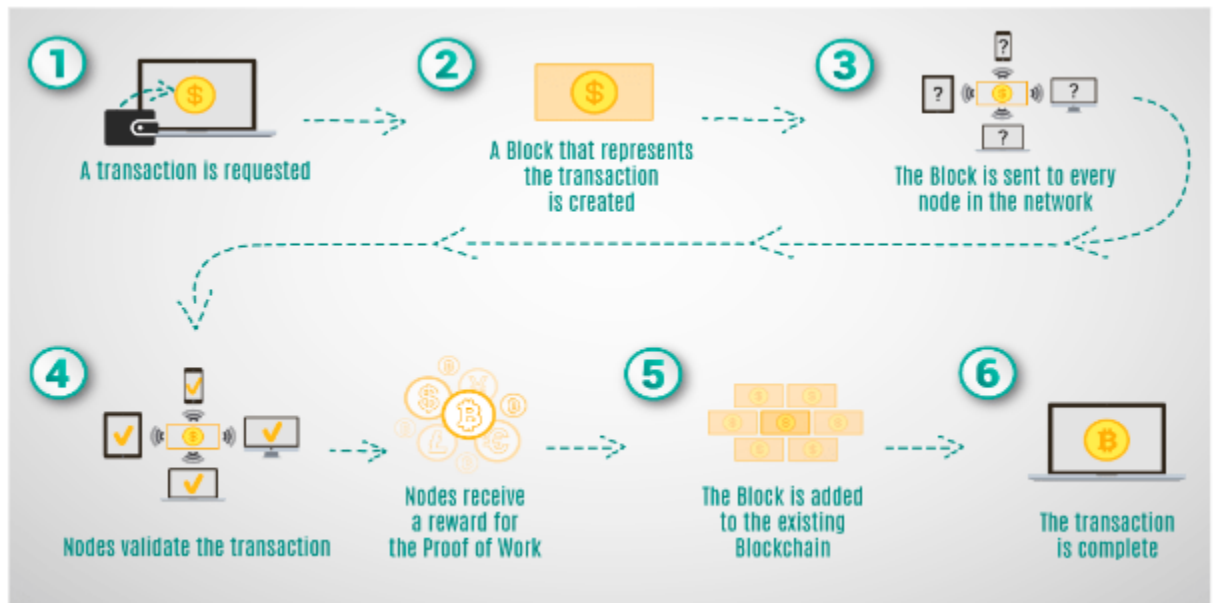 1
A transaction is requested
2
$
A Block that represents
the transaction
is created
3
?
?
$
?
?
The Block is sent to every
node in the network
4
$
Nodes validate the transaction
$
B
£
€
Nodes receive
a reward for
the Proof of Work
5
$ $
$ $ $
$ $
The Block is added
to the existing
Blockchain
6
B
The transaction
is complete